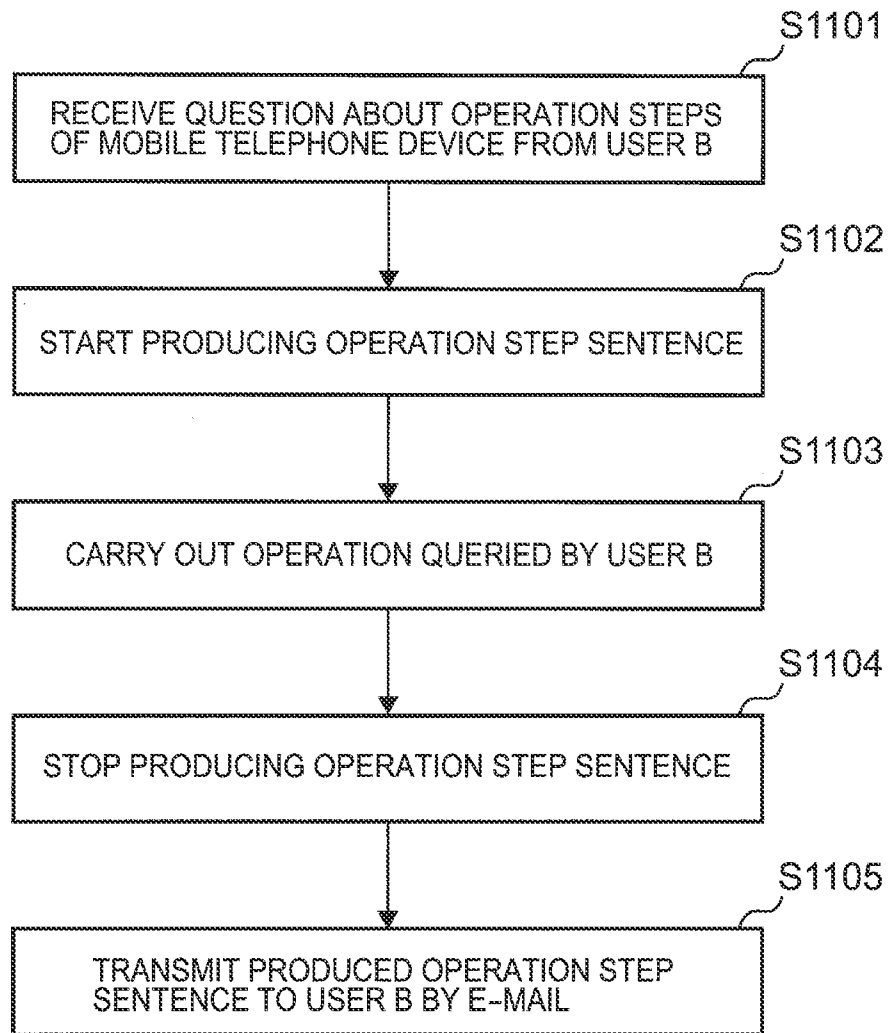 S1101
RECEIVE QUESTION ABOUT OPERATION STEPS
OF MOBILE TELEPHONE DEVICE FROM USER B
S1102
START PRODUCING OPERATION STEP SENTENCE
S1103
CARRY OUT OPERATION QUERIED BY USER B
S1104
STOP PRODUCING OPERATION STEP SENTENCE
S1105
TRANSMIT PRODUCED OPERATION STEP
SENTENCE TO USER B BY E-MAIL